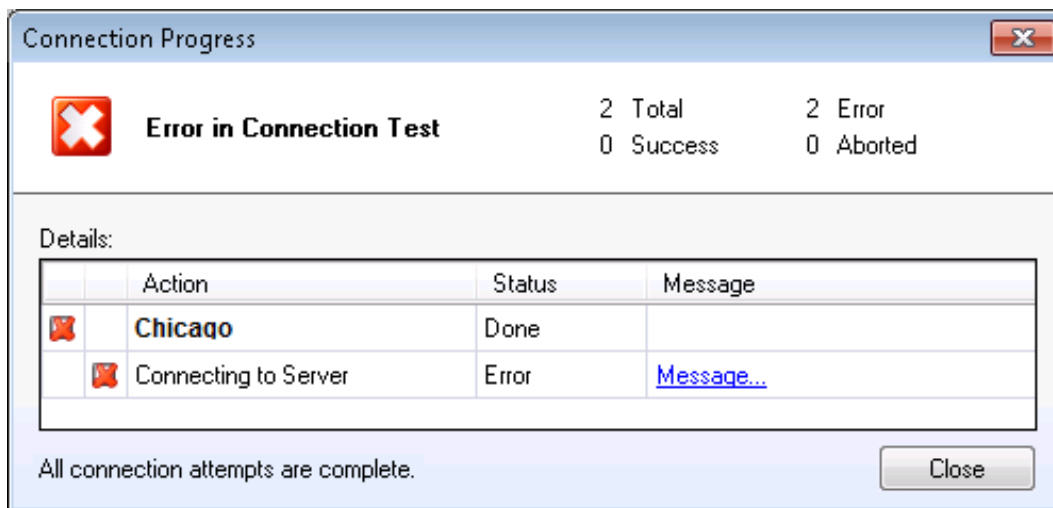 Connection Progress
Error in Connection Test
2 Total 2 Error
0 Success 0 Aborted
Details:
Action Status Message
Chicago Done
Connecting to Server Error Message...
All connection attempts are complete. Close